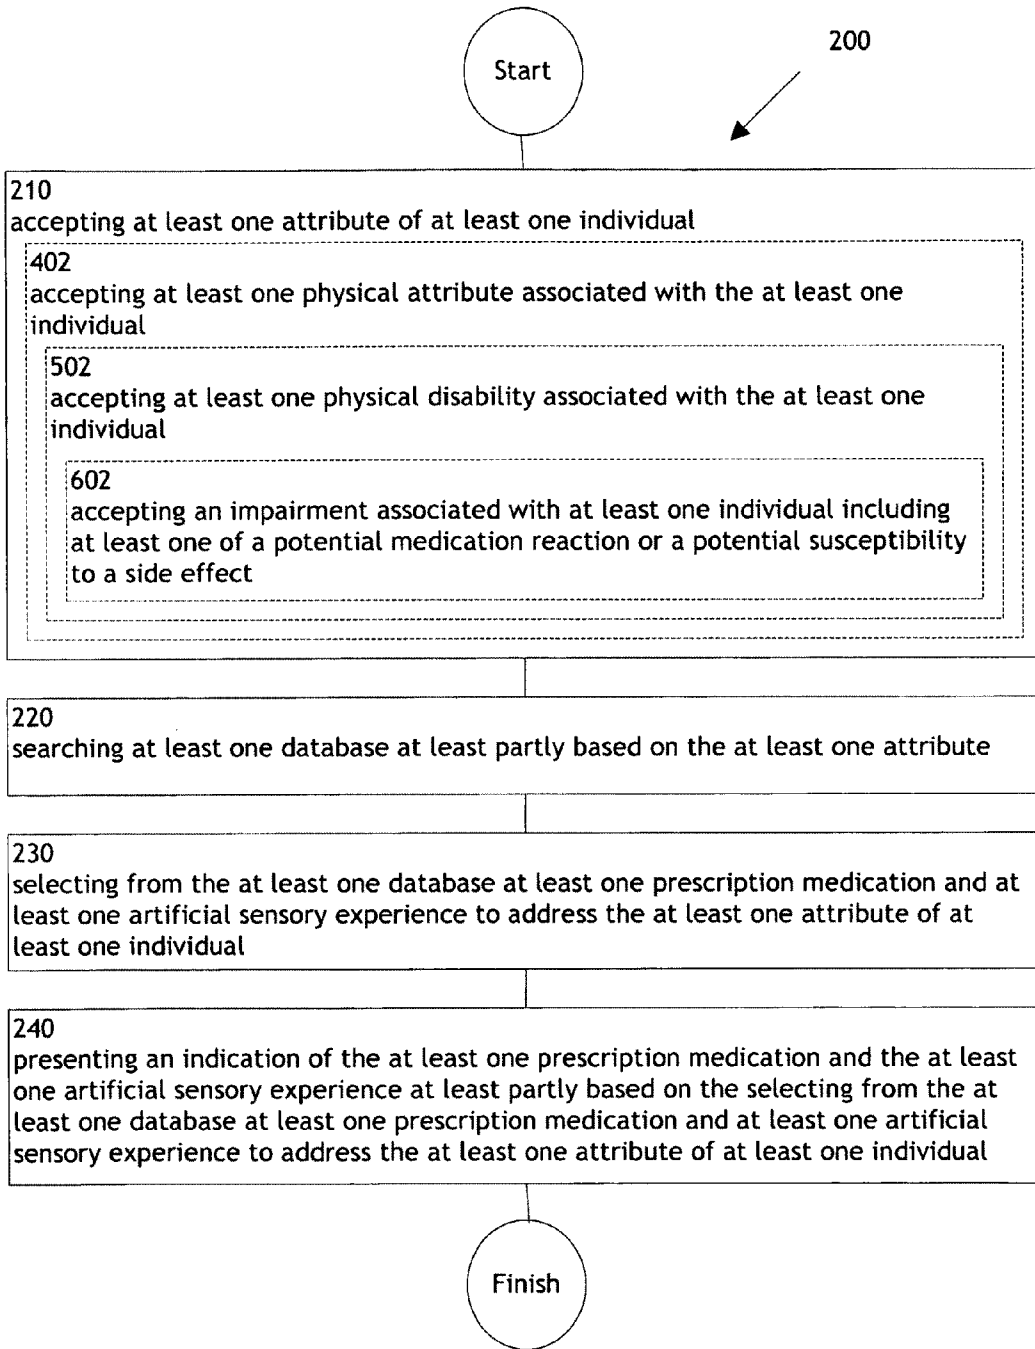 Start
200
210
accepting at least one attribute of at least one individual
402
accepting at least one physical attribute associated with the at least one
individual
502
accepting at least one physical disability associated with the at least one
individual
602
accepting an impairment associated with at least one individual including
at least one of a potential medication reaction or a potential susceptibility
to a side effect
220
searching at least one database at least partly based on the at least one attribute
230
selecting from the at least one database at least one prescription medication and at
least one artificial sensory experience to address the at least one attribute of at
least one individual
240
presenting an indication of the at least one prescription medication and the at least
one artificial sensory experience at least partly based on the selecting from the at
least one database at least one prescription medication and at least one artificial
sensory experience to address the at least one attribute of at least one individual
Finish